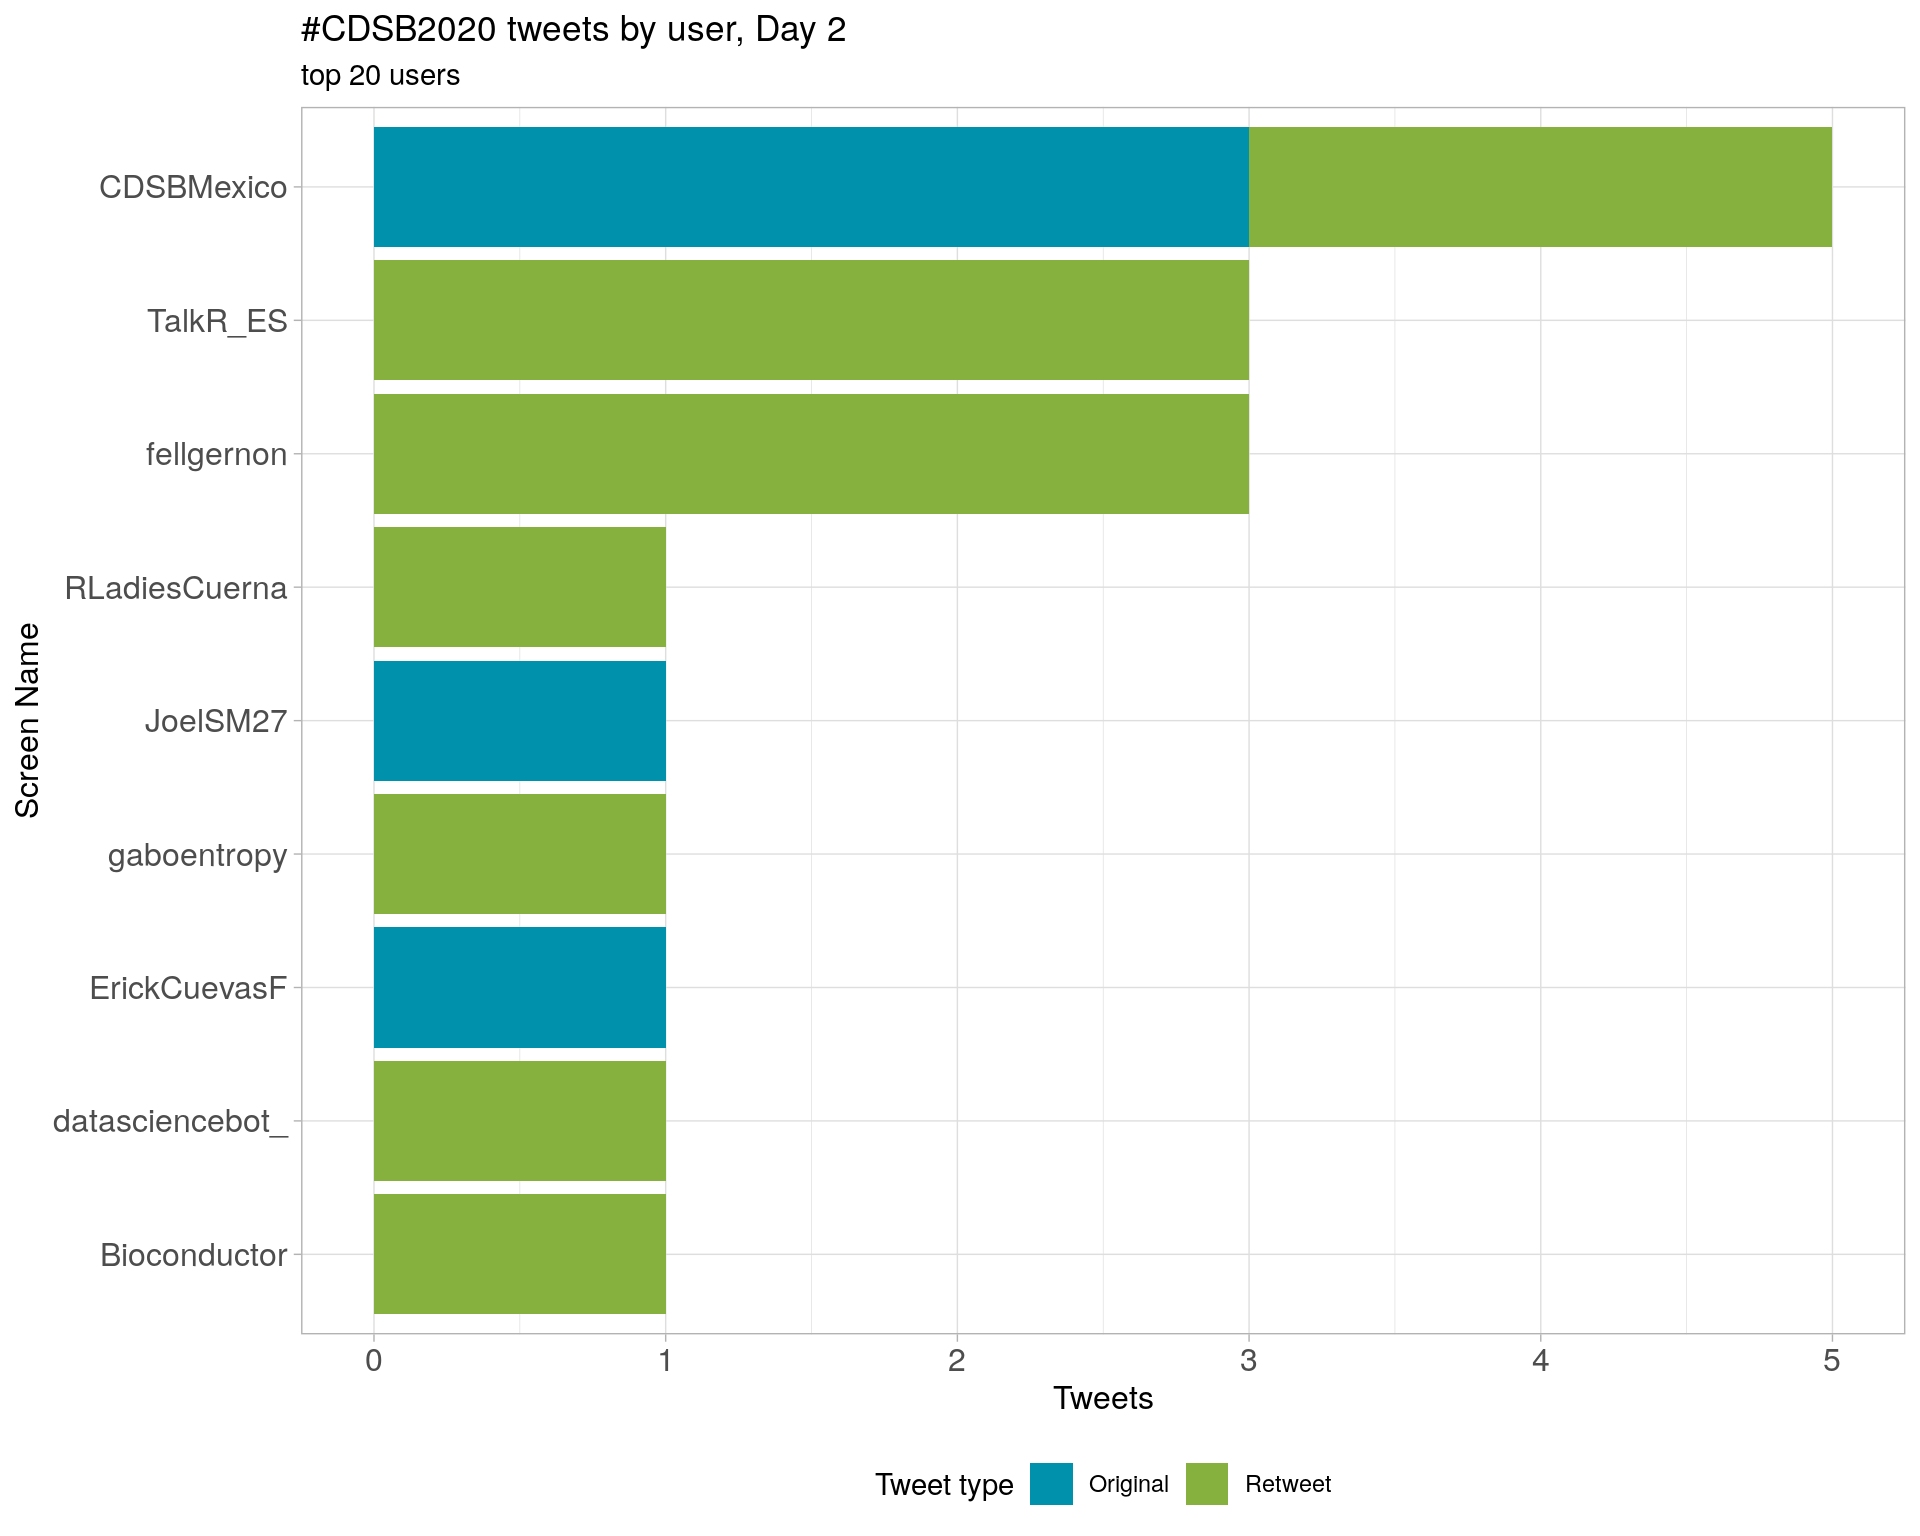 #CDSB2020 tweets by user, Day 2
top 20 users
Screen Name
CDSBMexico
TalkR_ES
fellgernon
RLadiesCuerna
JoelSM27
gaboentropy
ErickCuevasF
datasciencebot_
Bioconductor
0 1 2 3 4 5
Tweets
Tweet type Original Retweet